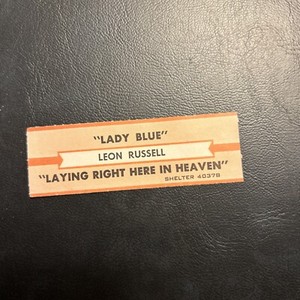 "LADY BLUE"
LEON RUSSELL
"LAYING RIGHT HERE IN HEAVEN"
SHELTER 40378